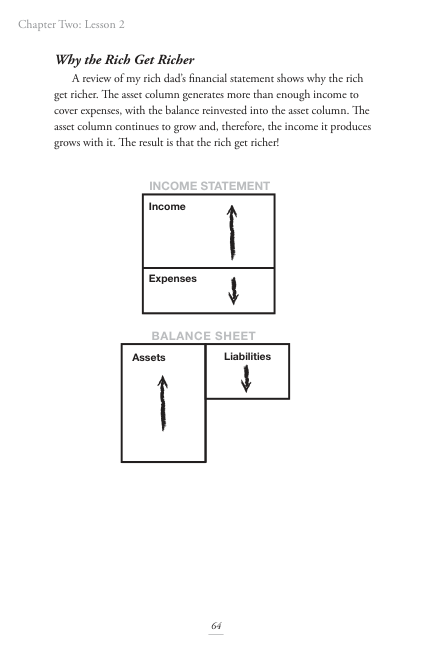 Chapter Two: Lesson 2
Why the Rich Get Richer
A review of my rich dad’s financial statement shows why the rich
get richer. The asset column generates more than enough income to
cover expenses, with the balance reinvested into the asset column. The
asset column continues to grow and, therefore, the income it produces
grows with it. The result is that the rich get richer!
INCOME STATEMENT
Income
Expenses
BALANCE SHEET
Assets
Liabilities
64